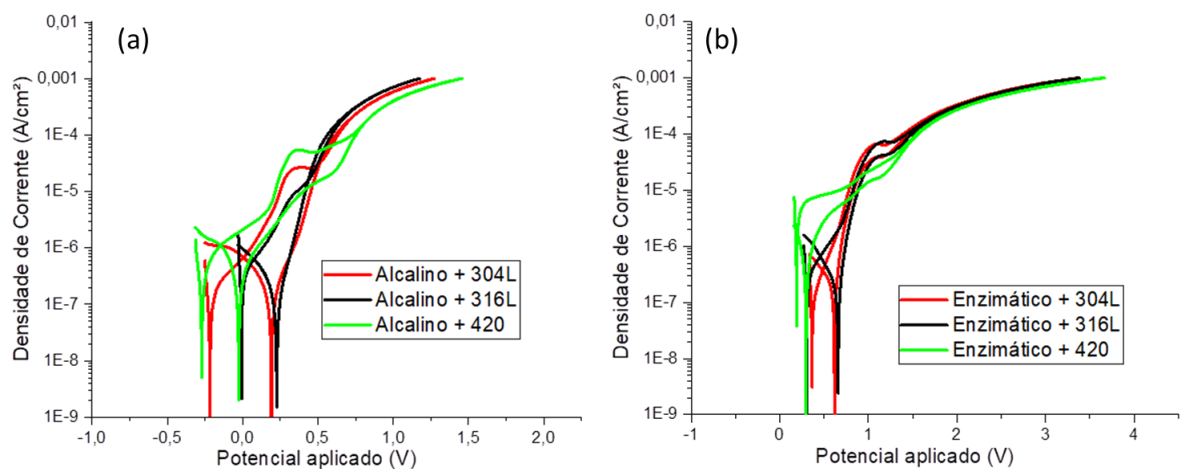 (a)
Densidade de Corrente (A/cm²)
0,01
0,001
1E-4
1E-5
1E-6
1E-7
1E-8
1E-9
-1,0 -0,5 0,0 0,5 1,0 1,5 2,0
Potencial aplicado (V)
Alcalino + 304L
Alcalino + 316L
Alcalino + 420
(b)
Densidade de Corrente (A/cm²)
0,01
0,001
1E-4
1E-5
1E-6
1E-7
1E-8
1E-9
-1 0 1 2 3 4
Potencial aplicado (V)
Enzimático + 304L
Enzimático + 316L
Enzimático + 420